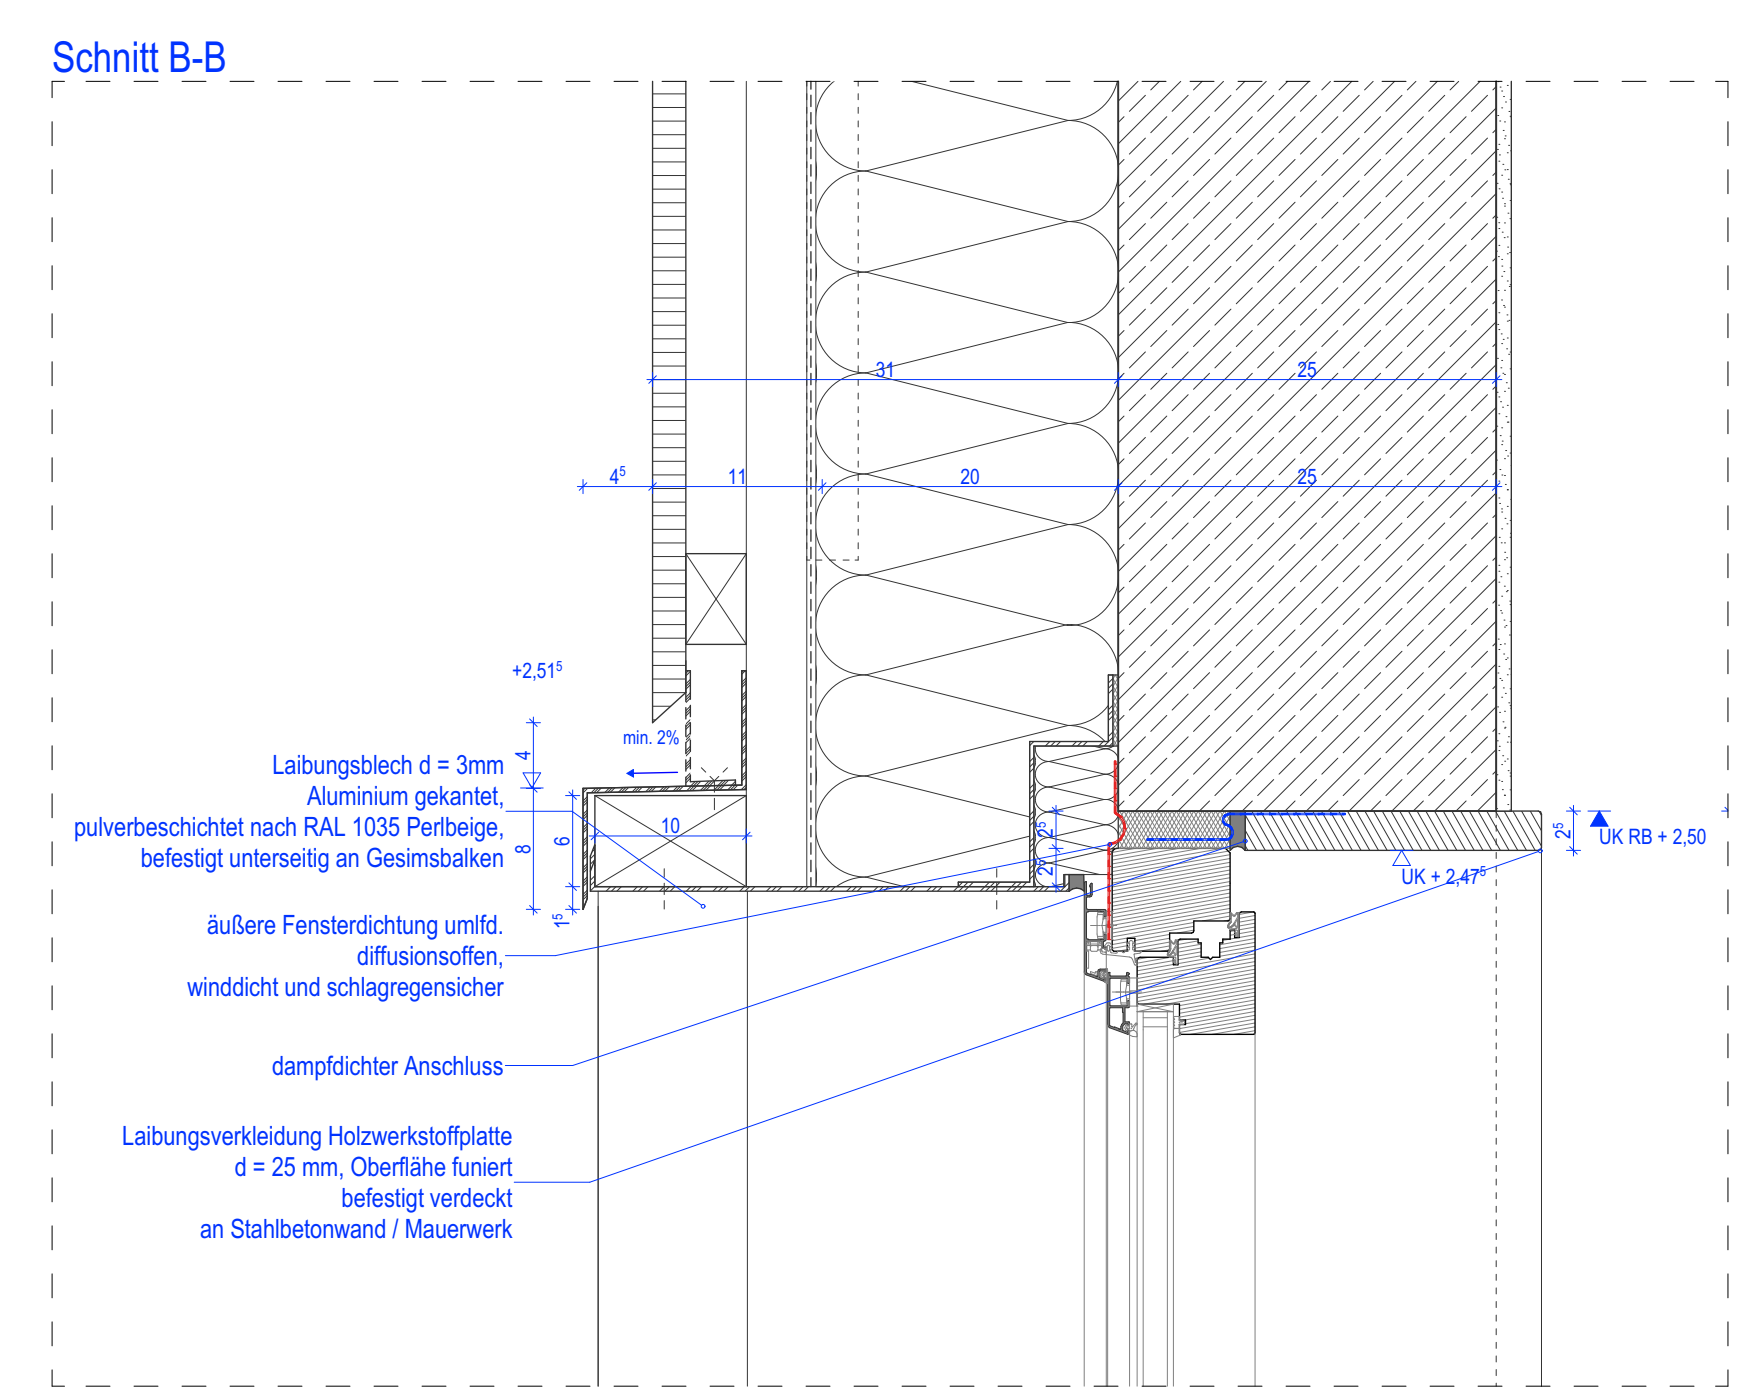 Schnitt B-B
31
25
4⁵
11
20
25
+2,51⁵
4
min. 2%
Laibungsblech d = 3mm
Aluminium gekantet,
pulverbeschichtet nach RAL 1035 Perlbeige,
befestigt unterseitig an Gesimsbalken
8
6
10
1⁵
2⁵
2⁵
2⁵
UK RB + 2,50
UK + 2,47⁵
äußere Fensterdichtung umlfd.
diffusionsoffen,
winddicht und schlagregensicher
dampfdichter Anschluss
Laibungsverkleidung Holzwerkstoffplatte
d = 25 mm, Oberflähe funiert
befestigt verdeckt
an Stahlbetonwand / Mauerwerk